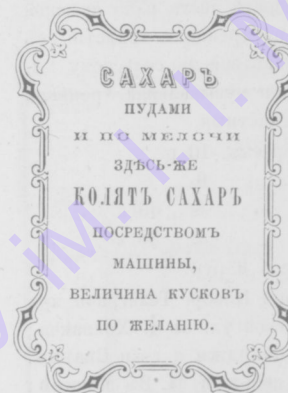 САХАРЪ
ПУДАМИ
И ПО МЕЛОЧИ
ЗДѢСЬ-ЖЕ
КОЛЯТЪ САХАРЪ
ПОСРЕДСТВОМЪ
МАШИНЫ,
ВЕЛИЧИНА КУСКОВЪ
ПО ЖЕЛАНІЮ.